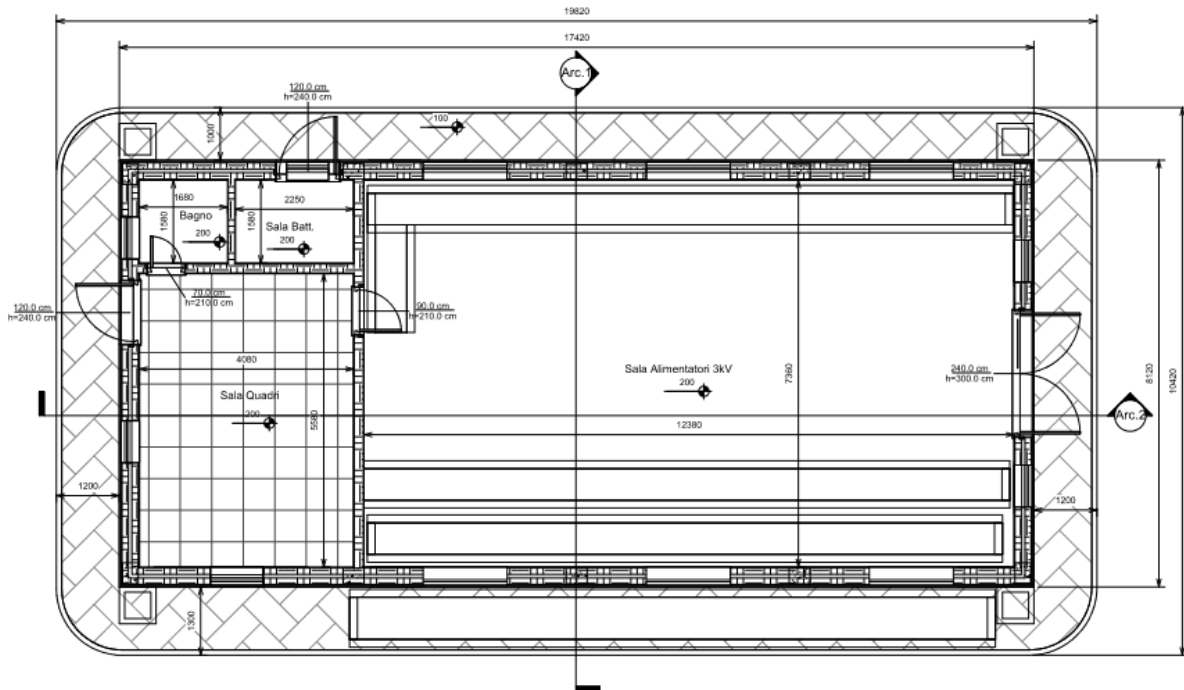 19820
17420
Arc.1
120.0 cm
h=240.0 cm
100
1000
1680
2250
Bagno
1580
Sala Batt.
1580
200
200
70.0 cm
h=210.0 cm
90.0 cm
h=210.0 cm
120.0 cm
h=240.0 cm
4080
Sala Quadri
200
5580
Sala Alimentatori 3kV
200
7360
240.0 cm
h=300.0 cm
8120
10420
12380
Arc.2
1200
1200
1300